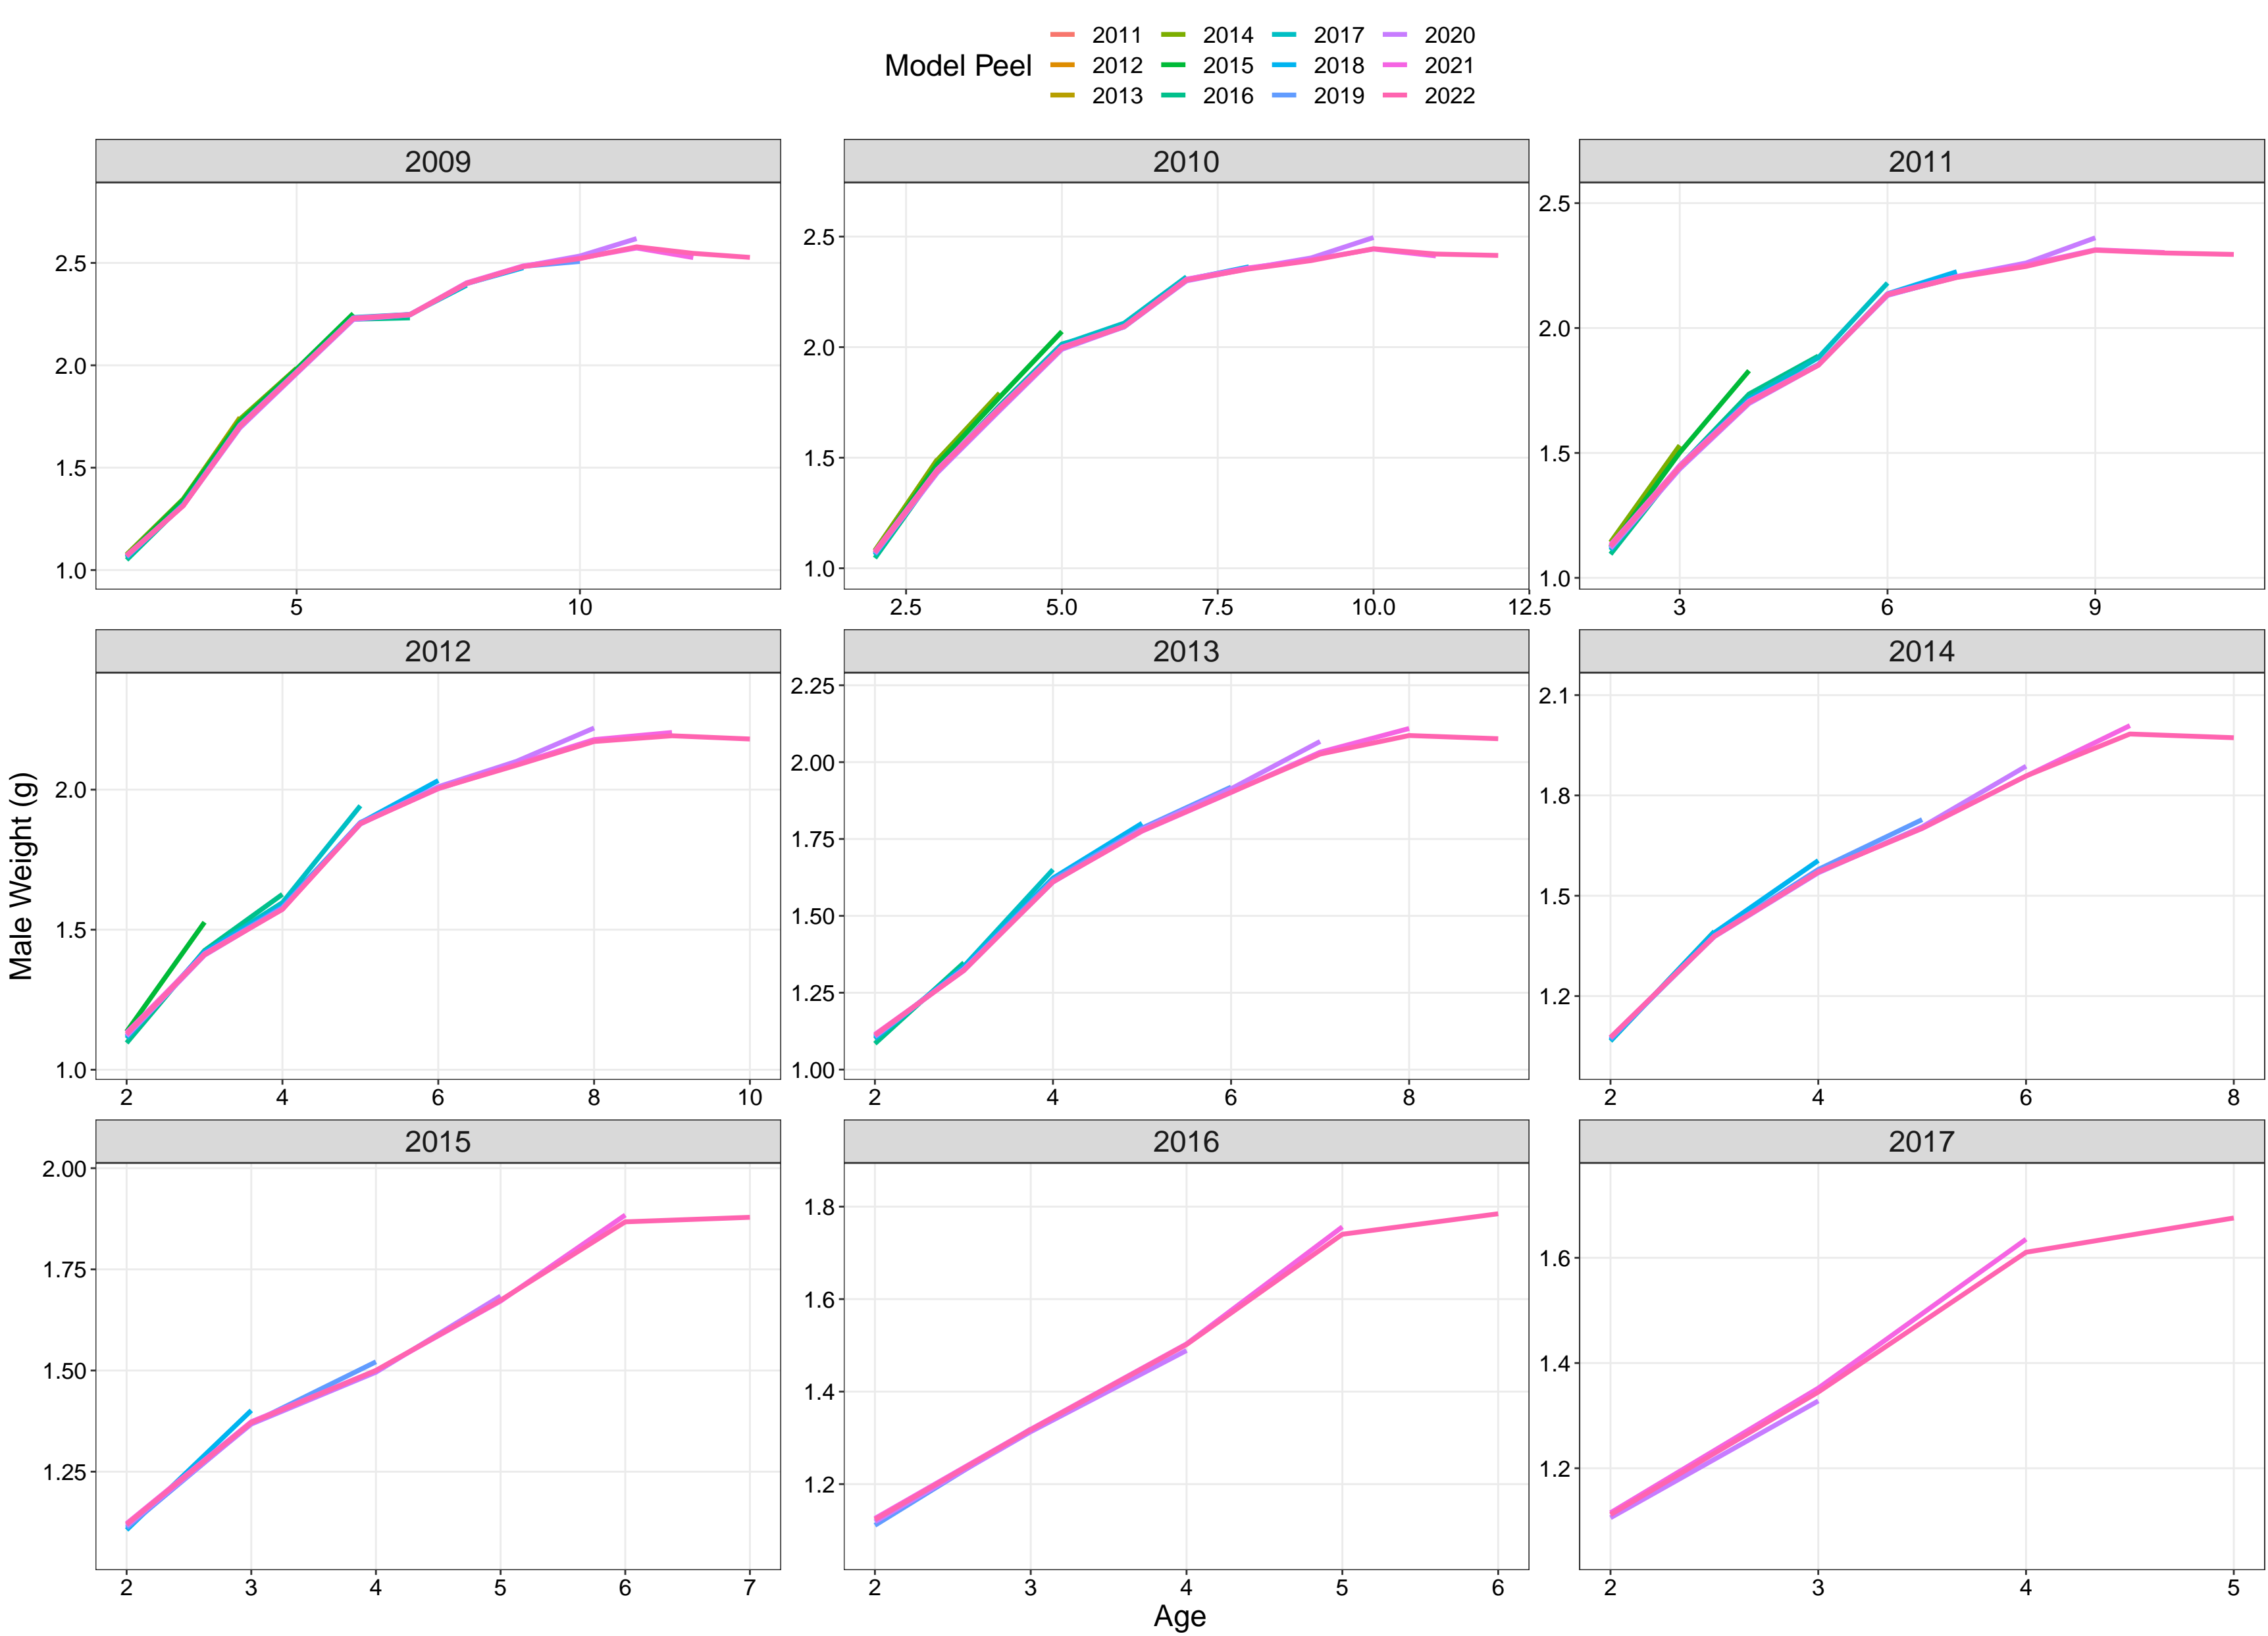 2011 2014 2017 2020
Model Peel 2012 2015 2018 2021
2013 2016 2019 2022
2009 2010 2011
2.5 2.0 1.5 1.0
5 10
2.5 2.0 1.5 1.0
2.5 5.0 7.5 10.0 12.5
2.5 2.0 1.5 1.0
3 6 9
Male Weight (g)
2012 2013 2014
2.0 1.5 1.0
2 4 6 8 10
2.25 2.00 1.75 1.50 1.25 1.00
2 4 6 8
2.1 1.8 1.5 1.2
2 4 6 8
2015 2016 2017
2.00 1.75 1.50 1.25
2 3 4 5 6 7
1.8 1.6 1.4 1.2
2 3 4 5 6
1.6 1.4 1.2
2 3 4 5
Age